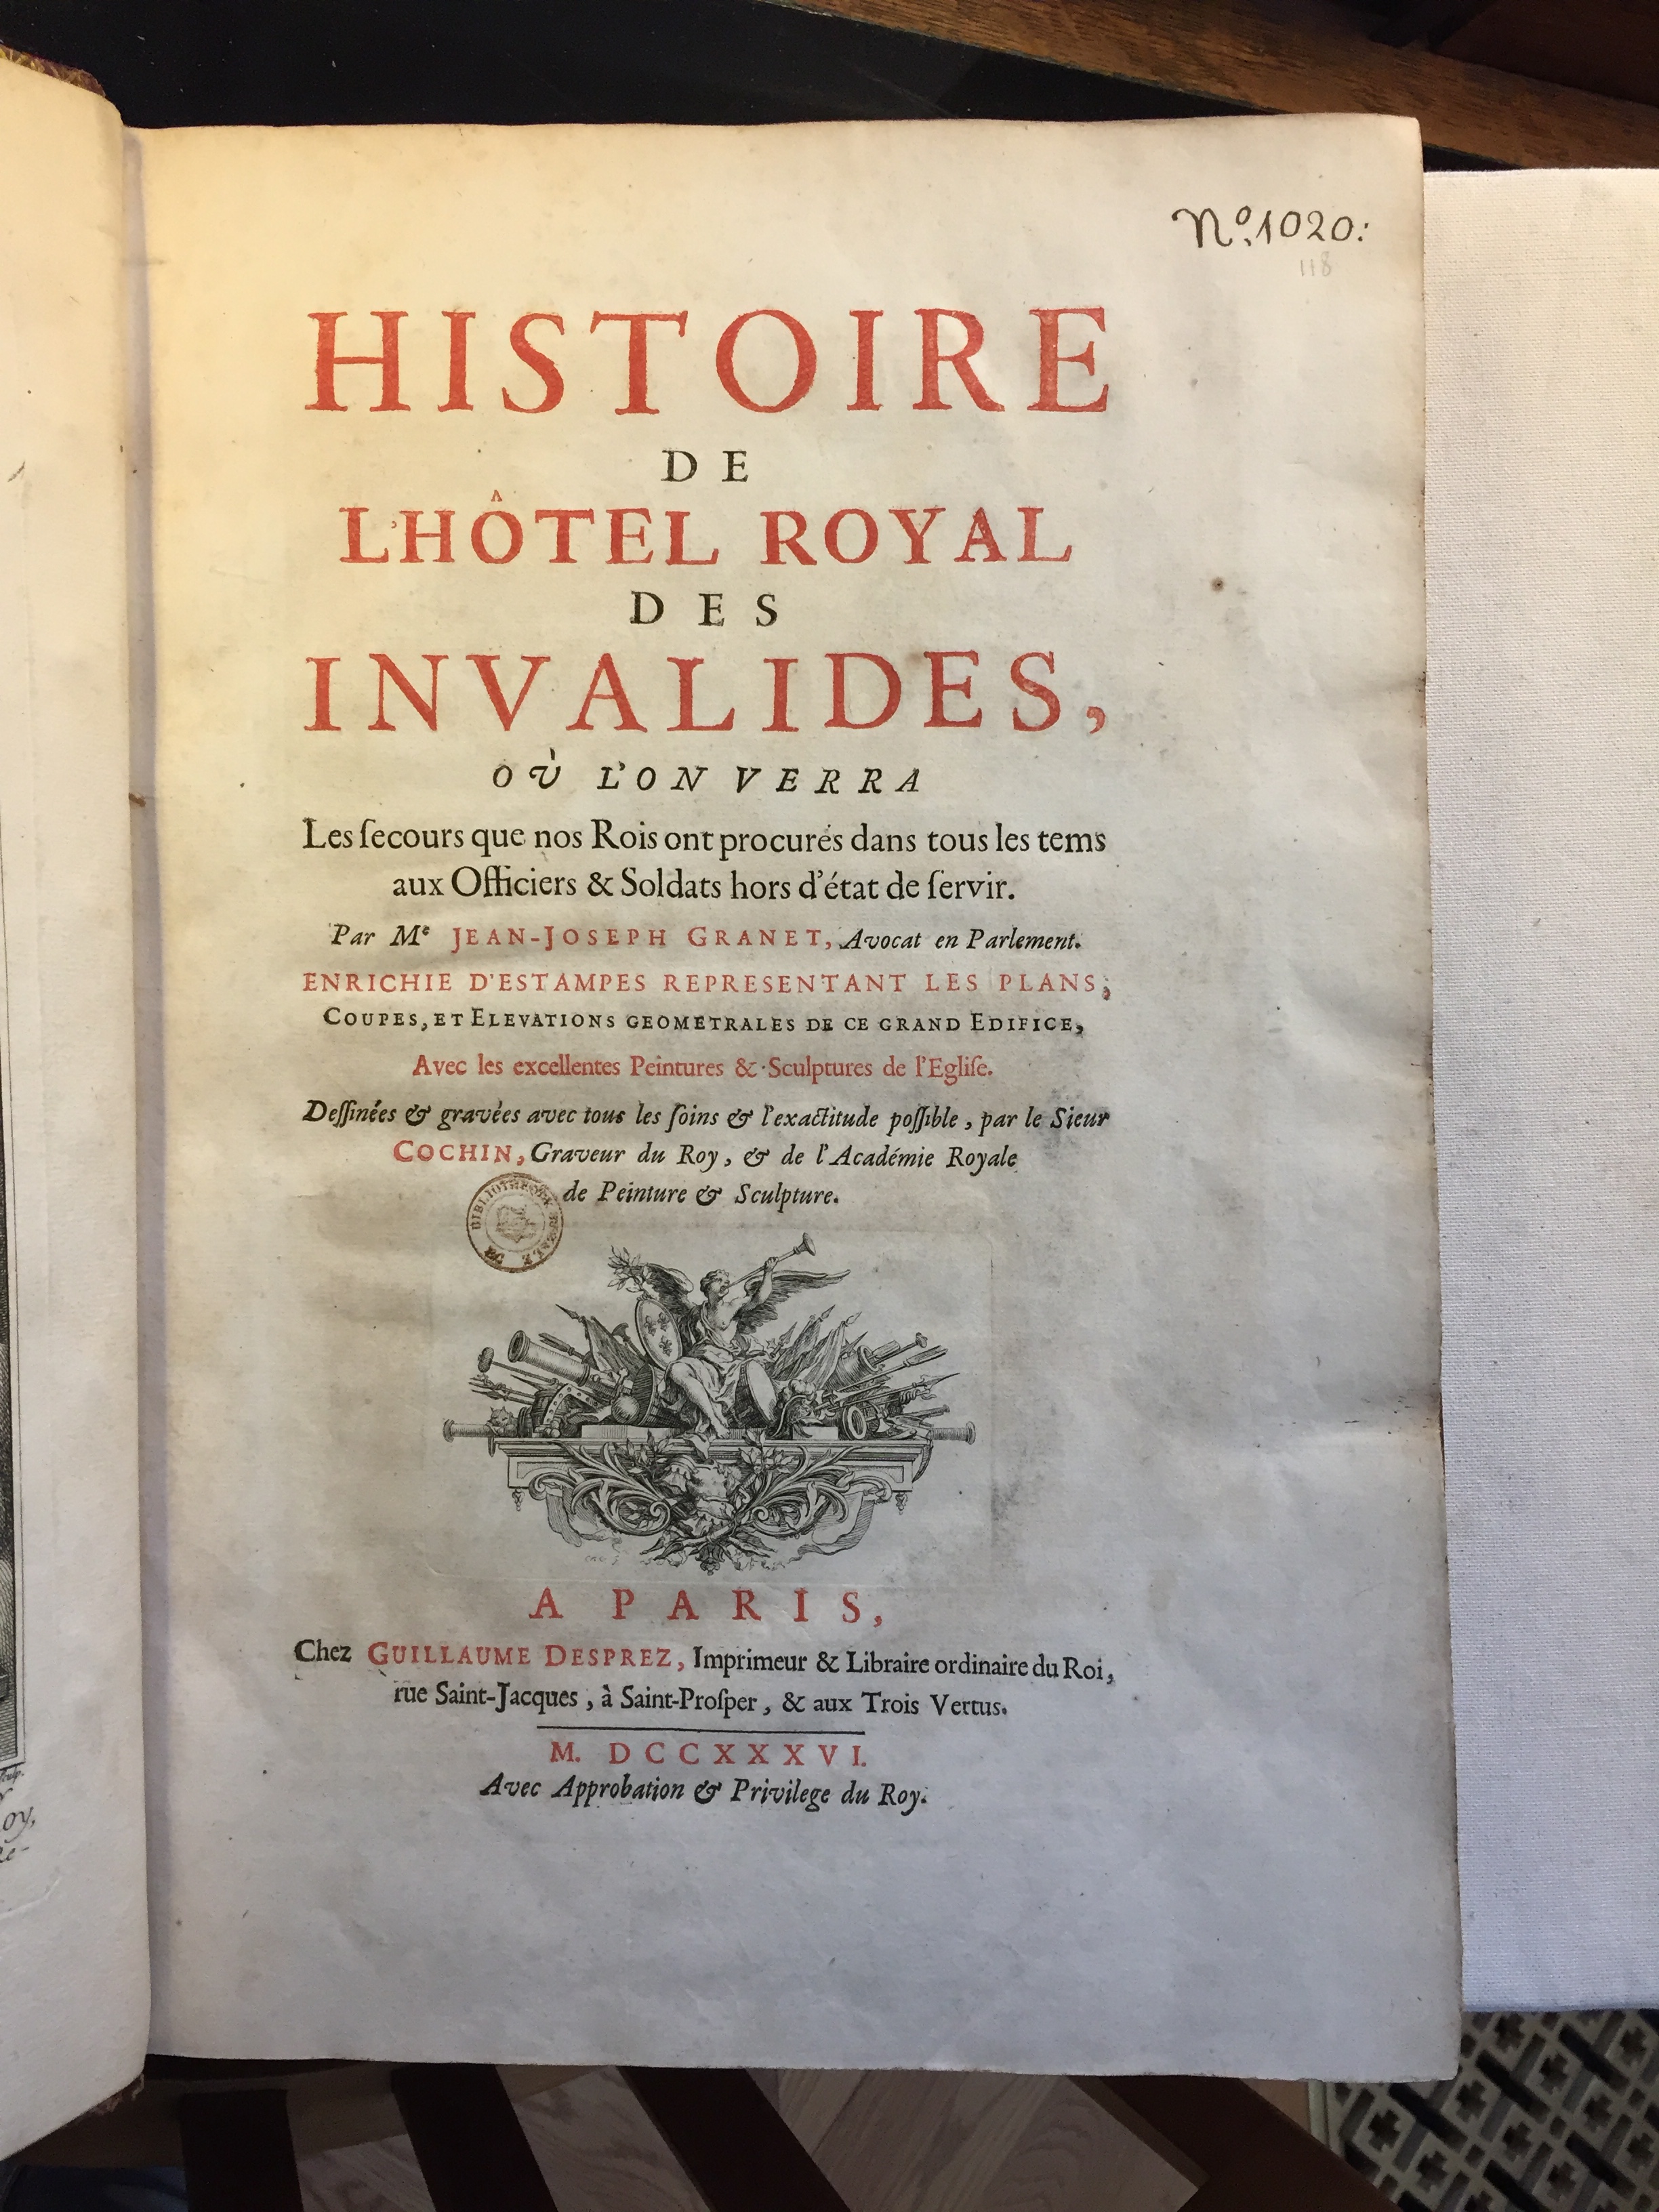 Nº.1020:
118
HISTOIRE
DE
L'HÔTEL ROYAL
DES
INVALIDES,
OÙ L'ON VERRA
Les ſecours que nos Rois ont procurés dans tous les tems
aux Officiers & Soldats hors d'état de ſervir.
Par Me JEAN-JOSEPH GRANET, Avocat en Parlement.
ENRICHIE D'ESTAMPES REPRESENTANT LES PLANS,
COUPES, ET ELEVATIONS GEOMETRALES DE CE GRAND EDIFICE,
Avec les excellentes Peintures & Sculptures de l'Egliſe.
Deſſinées & gravées avec tous les ſoins & l'exactitude poſſible, par le Sieur
COCHIN, Graveur du Roy, & de l'Académie Royale
de Peinture & Sculpture.
A PARIS,
Chez GUILLAUME DESPREZ, Imprimeur & Libraire ordinaire du Roi,
rue Saint-Jacques, à Saint-Proſper, & aux Trois Vertus.
M. DCCXXXVI.
Avec Approbation & Privilege du Roy.